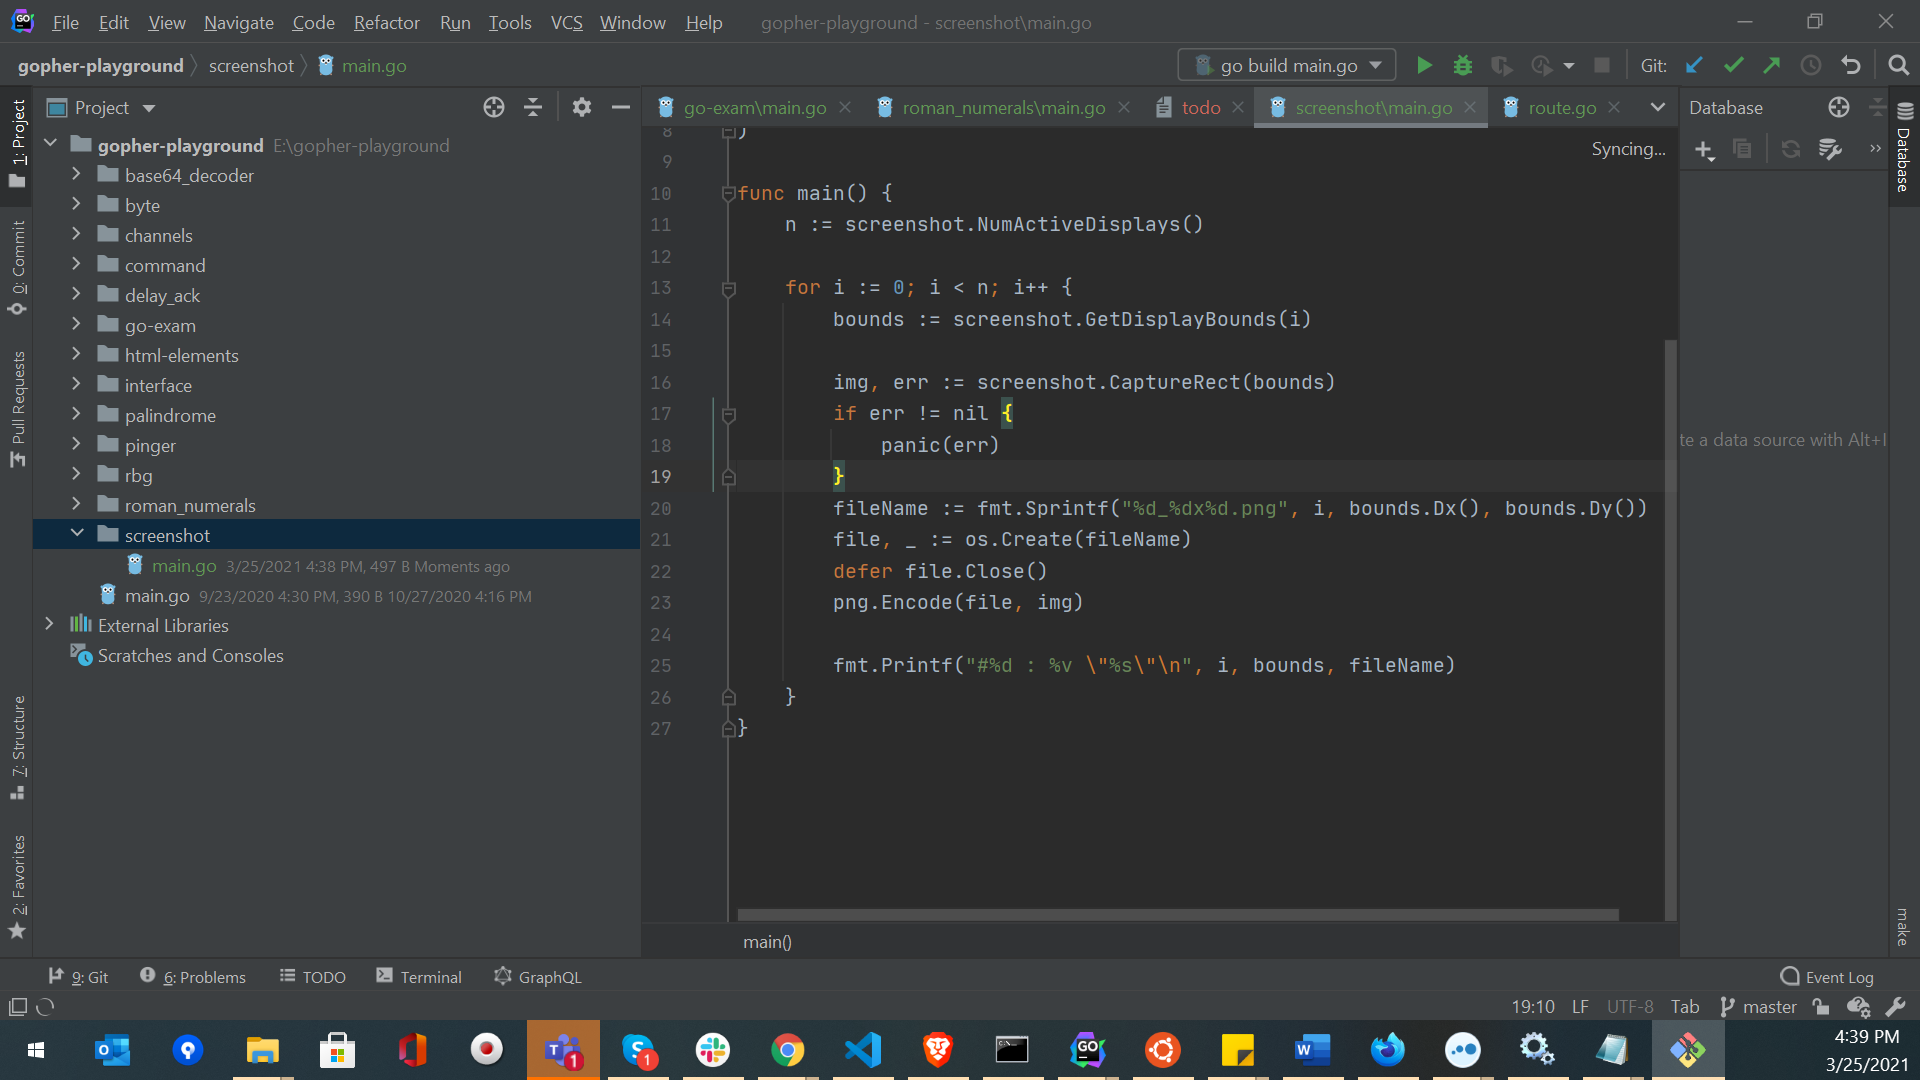 File Edit View Navigate Code Refactor Run Tools VCS Window Help gopher-playground - screenshot\main.go
gopher-playground screenshot main.go go build main.go Git:
Project
go-exam\main.go roman_numerals\main.go todo screenshot\main.go route.go
Database
gopher-playground E:\gopher-playground
base64_decoder
byte
channels
command
delay_ack
go-exam
html-elements
interface
palindrome
pinger
rbg
roman_numerals
screenshot
main.go 3/25/2021 4:38 PM, 497 B Moments ago
main.go 9/23/2020 4:30 PM, 390 B 10/27/2020 4:16 PM
External Libraries
Scratches and Consoles
1: Project
0: Commit
Pull Requests
7: Structure
2: Favorites
Syncing...
8 )
9
10 func main() {
11 n := screenshot.NumActiveDisplays()
12
13 for i := 0; i < n; i++ {
14 bounds := screenshot.GetDisplayBounds(i)
15
16 img, err := screenshot.CaptureRect(bounds)
17 if err != nil {
18 panic(err)
19 }
20 fileName := fmt.Sprintf("%d_%dx%d.png", i, bounds.Dx(), bounds.Dy())
21 file, _ := os.Create(fileName)
22 defer file.Close()
23 png.Encode(file, img)
24
25 fmt.Printf("#%d : %v \"%s\"\n", i, bounds, fileName)
26 }
27 }
main()
te a data source with Alt+I
Database
make
9: Git 6: Problems TODO Terminal GraphQL Event Log
19:10 LF UTF-8 Tab master
4:39 PM
3/25/2021